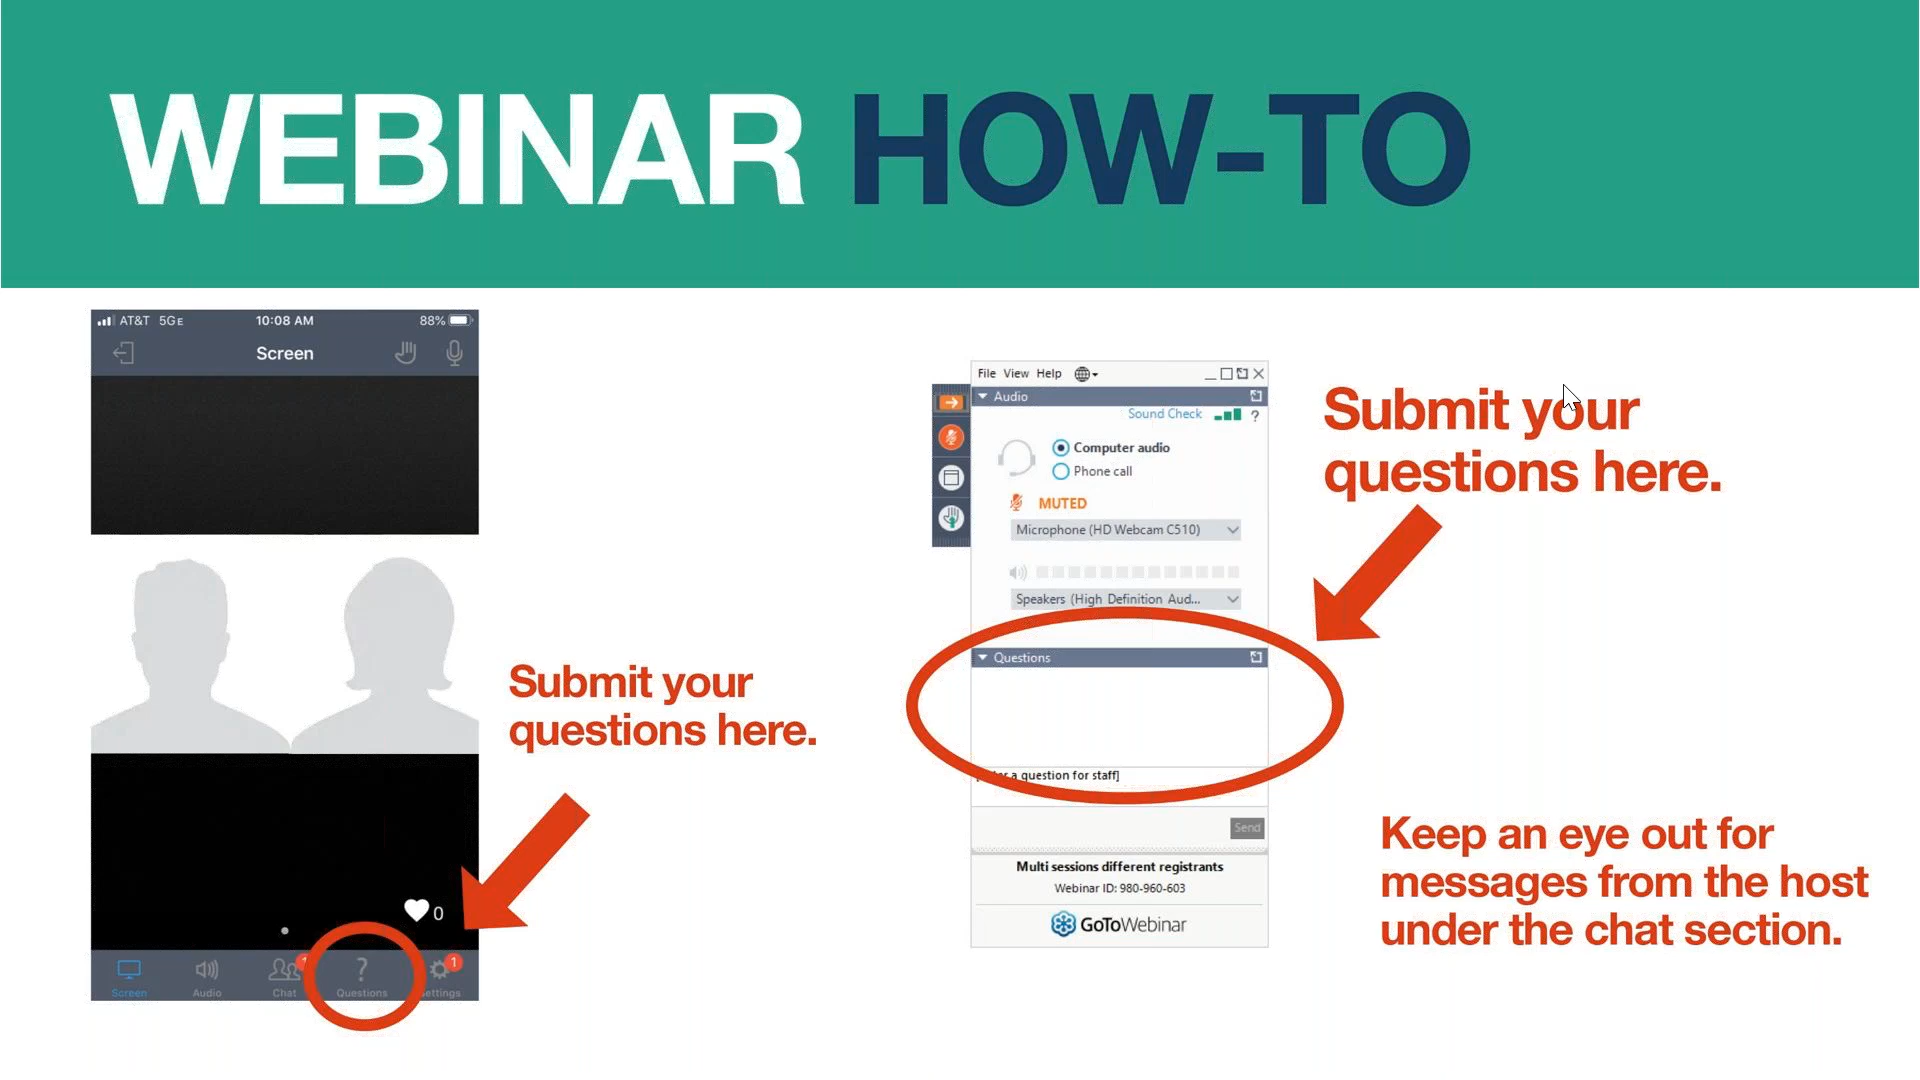 WEBINAR HOW-TO
AT&T 5GE 10:08 AM 88%
Screen
0
Screen Audio Chat Questions ettings
1
Submit your
questions here.
File View Help
Audio
Sound Check ?
Computer audio
Phone call
MUTED
Microphone (HD Webcam C510)
Speakers (High Definition Aud...
Questions
a question for staff]
Send
Multi sessions different registrants
Webinar ID: 980-960-603
GoToWebinar
Submit your
questions here.
Keep an eye out for
messages from the host
under the chat section.